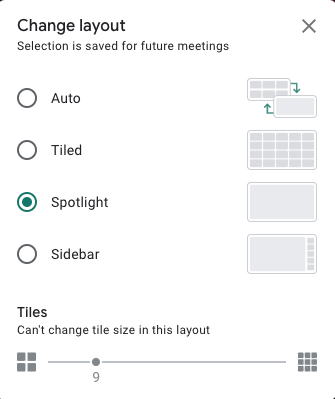 Change layout
Selection is saved for future meetings
Auto
Tiled
Spotlight
Sidebar
Tiles
Can't change tile size in this layout
9